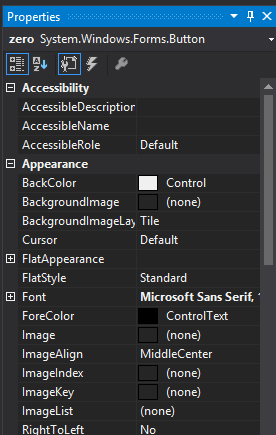 Properties
zero System.Windows.Forms.Button
Accessibility
AccessibleDescription
AccessibleName
AccessibleRole Default
Appearance
BackColor Control
BackgroundImage (none)
BackgroundImageLay Tile
Cursor Default
FlatAppearance
FlatStyle Standard
Font Microsoft Sans Serif, 1
ForeColor ControlText
Image (none)
ImageAlign MiddleCenter
ImageIndex (none)
ImageKey (none)
ImageList (none)
RightToLeft No